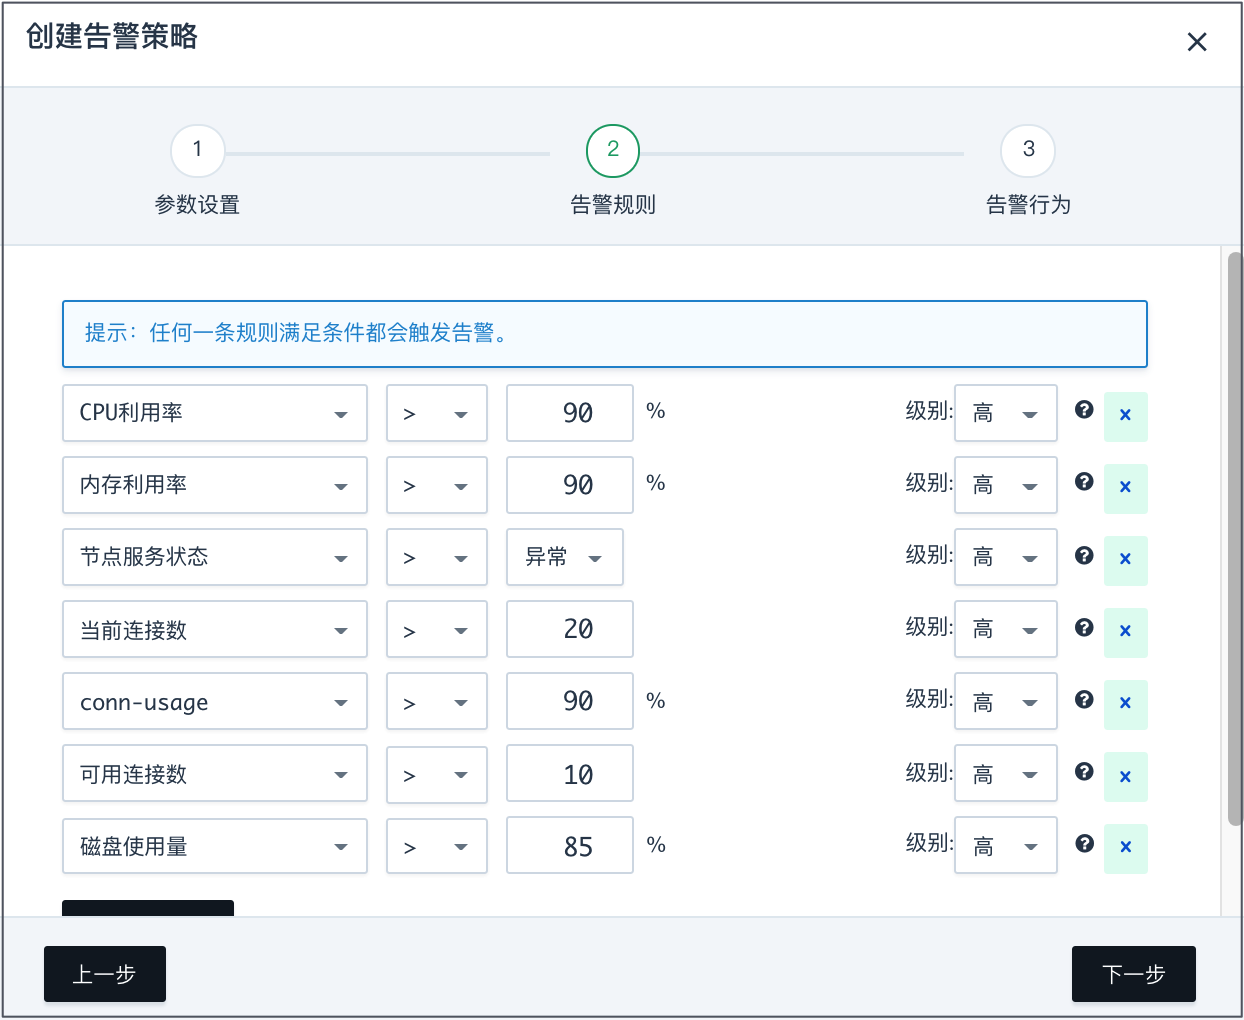 创建告警策略
×
1 2 3
参数设置 告警规则 告警行为
提示：任何一条规则满足条件都会触发告警。
CPU利用率 > 90 % 级别: 高 ? ×
内存利用率 > 90 % 级别: 高 ? ×
节点服务状态 > 异常 级别: 高 ? ×
当前连接数 > 20 级别: 高 ? ×
conn-usage > 90 % 级别: 高 ? ×
可用连接数 > 10 级别: 高 ? ×
磁盘使用量 > 85 % 级别: 高 ? ×
上一步 下一步